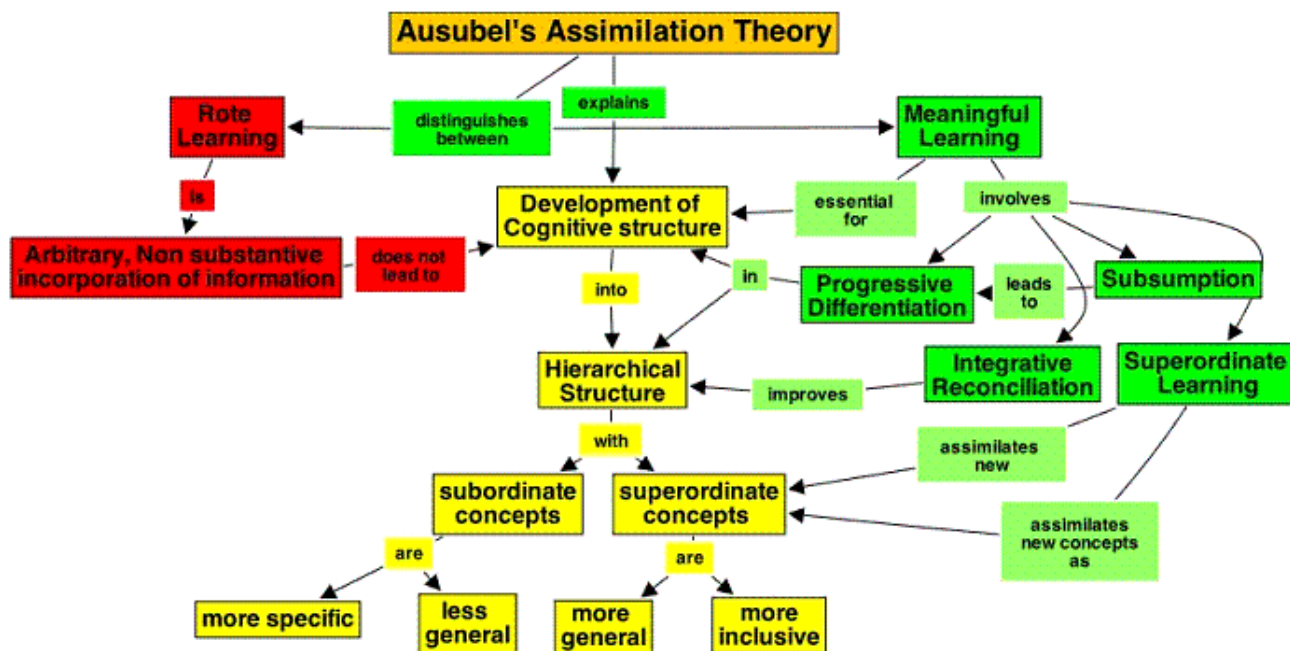 Ausubel's Assimilation Theory
Rote
Learning
distinguishes
between
explains
Meaningful
Learning
is
essential
for
involves
Development of
Cognitive structure
Arbitrary, Non substantive
incorporation of information
does not
lead to
into
in
Progressive
Differentiation
leads
to
Subsumption
Hierarchical
Structure
improves
Integrative
Reconciliation
Superordinate
Learning
with
assimilates
new
subordinate
concepts
superordinate
concepts
assimilates
new concepts
as
are
are
more specific
less
general
more
general
more
inclusive